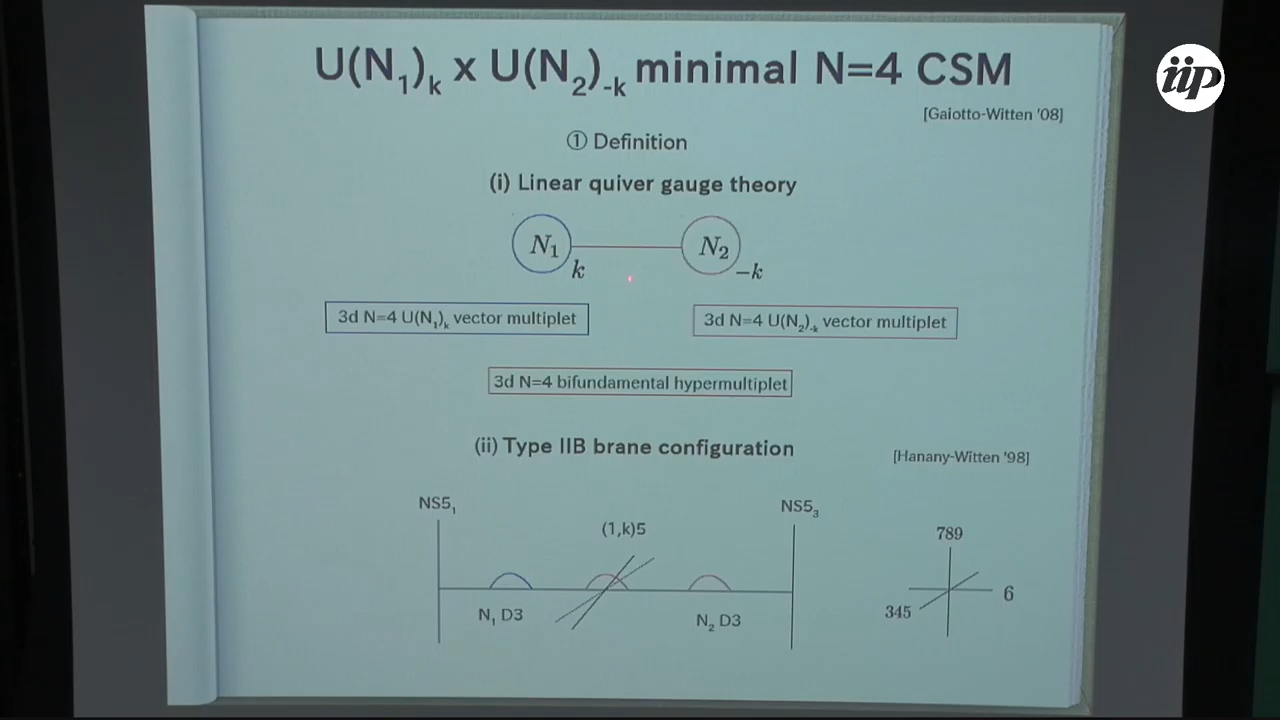 U(N₁)ₖ x U(N₂)₋ₖ minimal N=4 CSM
[Gaiotto-Witten '08]
① Definition
(i) Linear quiver gauge theory
N₁ k N₂ −k
3d N=4 U(N₁)ₖ vector multiplet
3d N=4 U(N₂)₋ₖ vector multiplet
3d N=4 bifundamental hypermultiplet
(ii) Type IIB brane configuration
[Hanany-Witten '98]
NS5₁
(1,k)5
NS5₃
N₁ D3
N₂ D3
789
6
345
iip